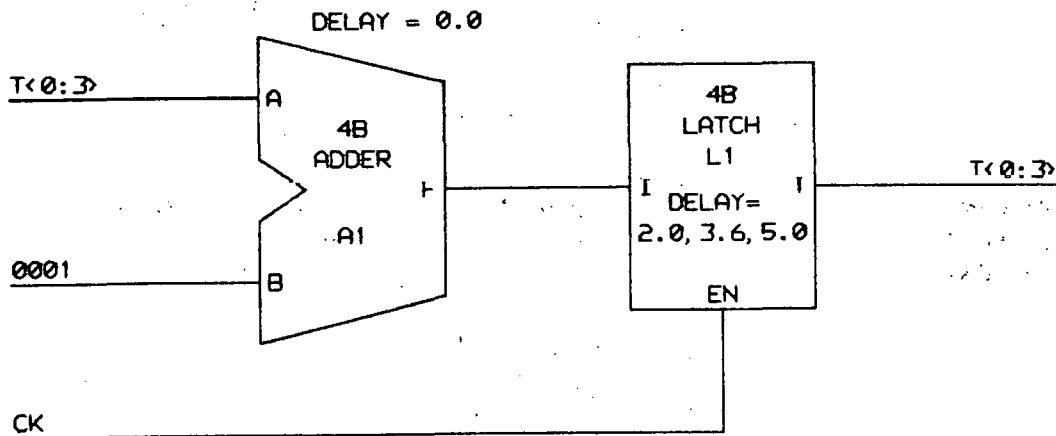 DELAY = 0.0
T<0:3>
A
4B
ADDER
A1
0001
B
4B
LATCH
L1
I
DELAY=
2.0, 3.6, 5.0
EN
T<0:3>
CK